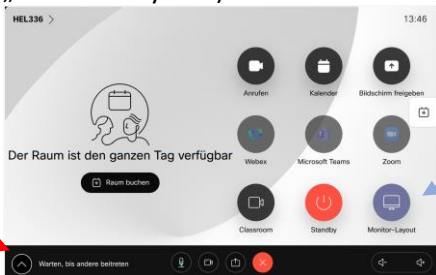 HEL336
13:46
Anrufen
Kalender
Bildschirm freigeben
Der Raum ist den ganzen Tag verfügbar
Raum buchen
Webex
Microsoft Teams
Zoom
Classroom
Standby
Monitor-Layout
Warten, bis andere beitreten